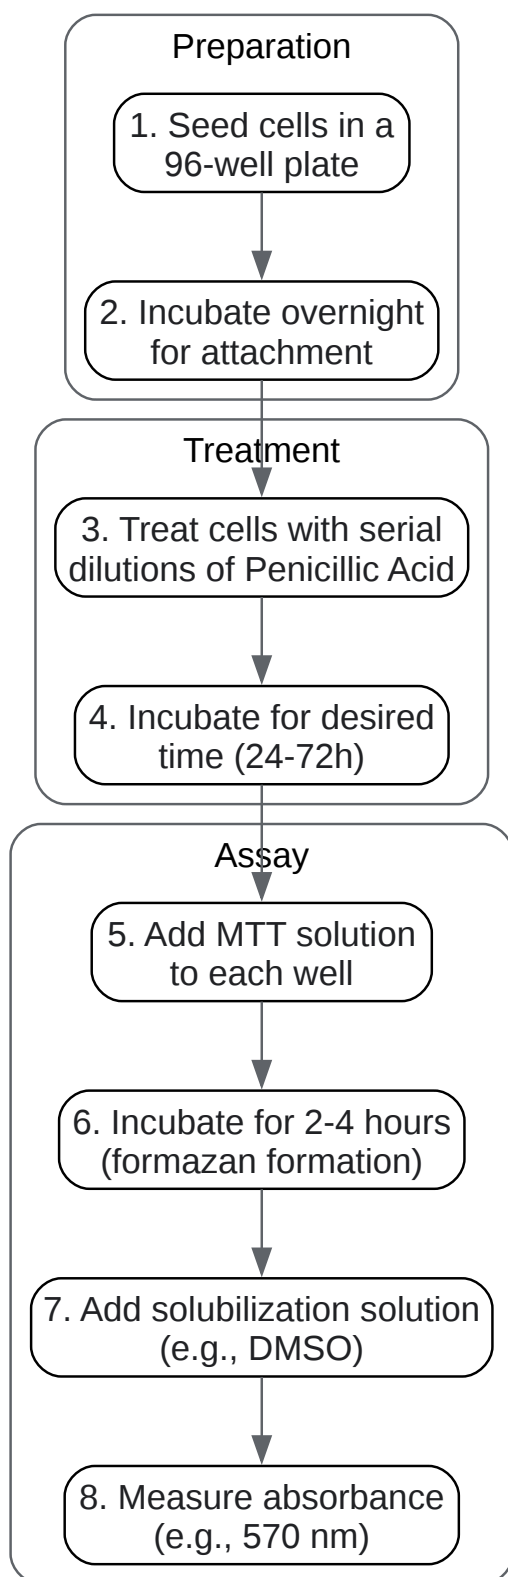 Preparation
1. Seed cells in a
96-well plate
2. Incubate overnight
for attachment
Treatment
3. Treat cells with serial
dilutions of Penicillic Acid
4. Incubate for desired
time (24-72h)
Assay
5. Add MTT solution
to each well
6. Incubate for 2-4 hours
(formazan formation)
7. Add solubilization solution
(e.g., DMSO)
8. Measure absorbance
(e.g., 570 nm)